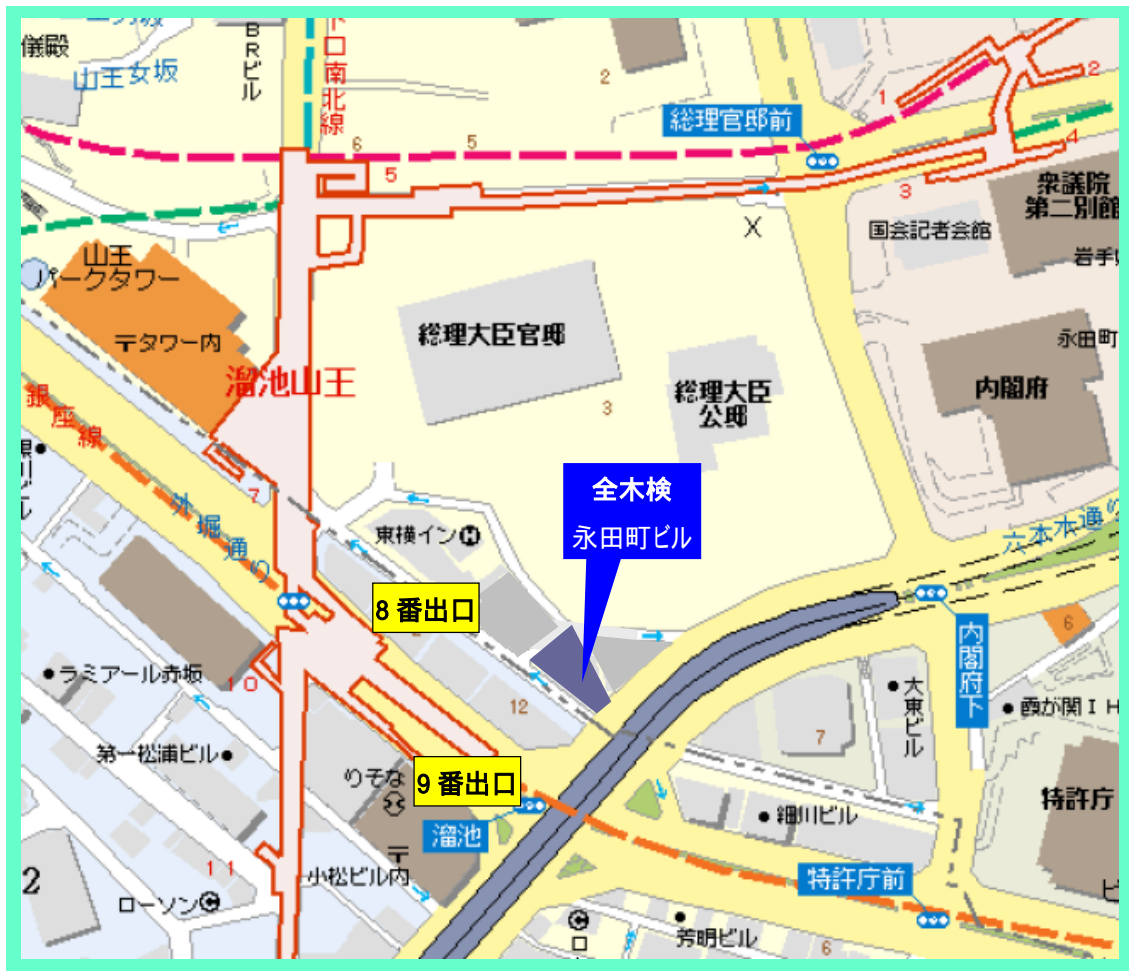 儀殿
山王女坂
BRビル
トロ南北線
2
総理官邸前
1
2
6
5
5
4
3
衆議院
第二別館
X
国会記者会館
山王
パークタワー
〒タワー内
総理大臣官邸
永田町
溜池山王
総理大臣
公邸
内閣府
3
銀座線
7
全木検
永田町ビル
外堀通り
東横イン
六本木通り
8番出口
6
内閣府下
ラミアール赤坂
10
12
大東ビル
霞が関IH
7
第一松浦ビル
りそな
9番出口
特許庁
細川ビル
溜池
〒
小松ビル内
11
特許庁前
2
ローソン
芳明ビル
6
ビ